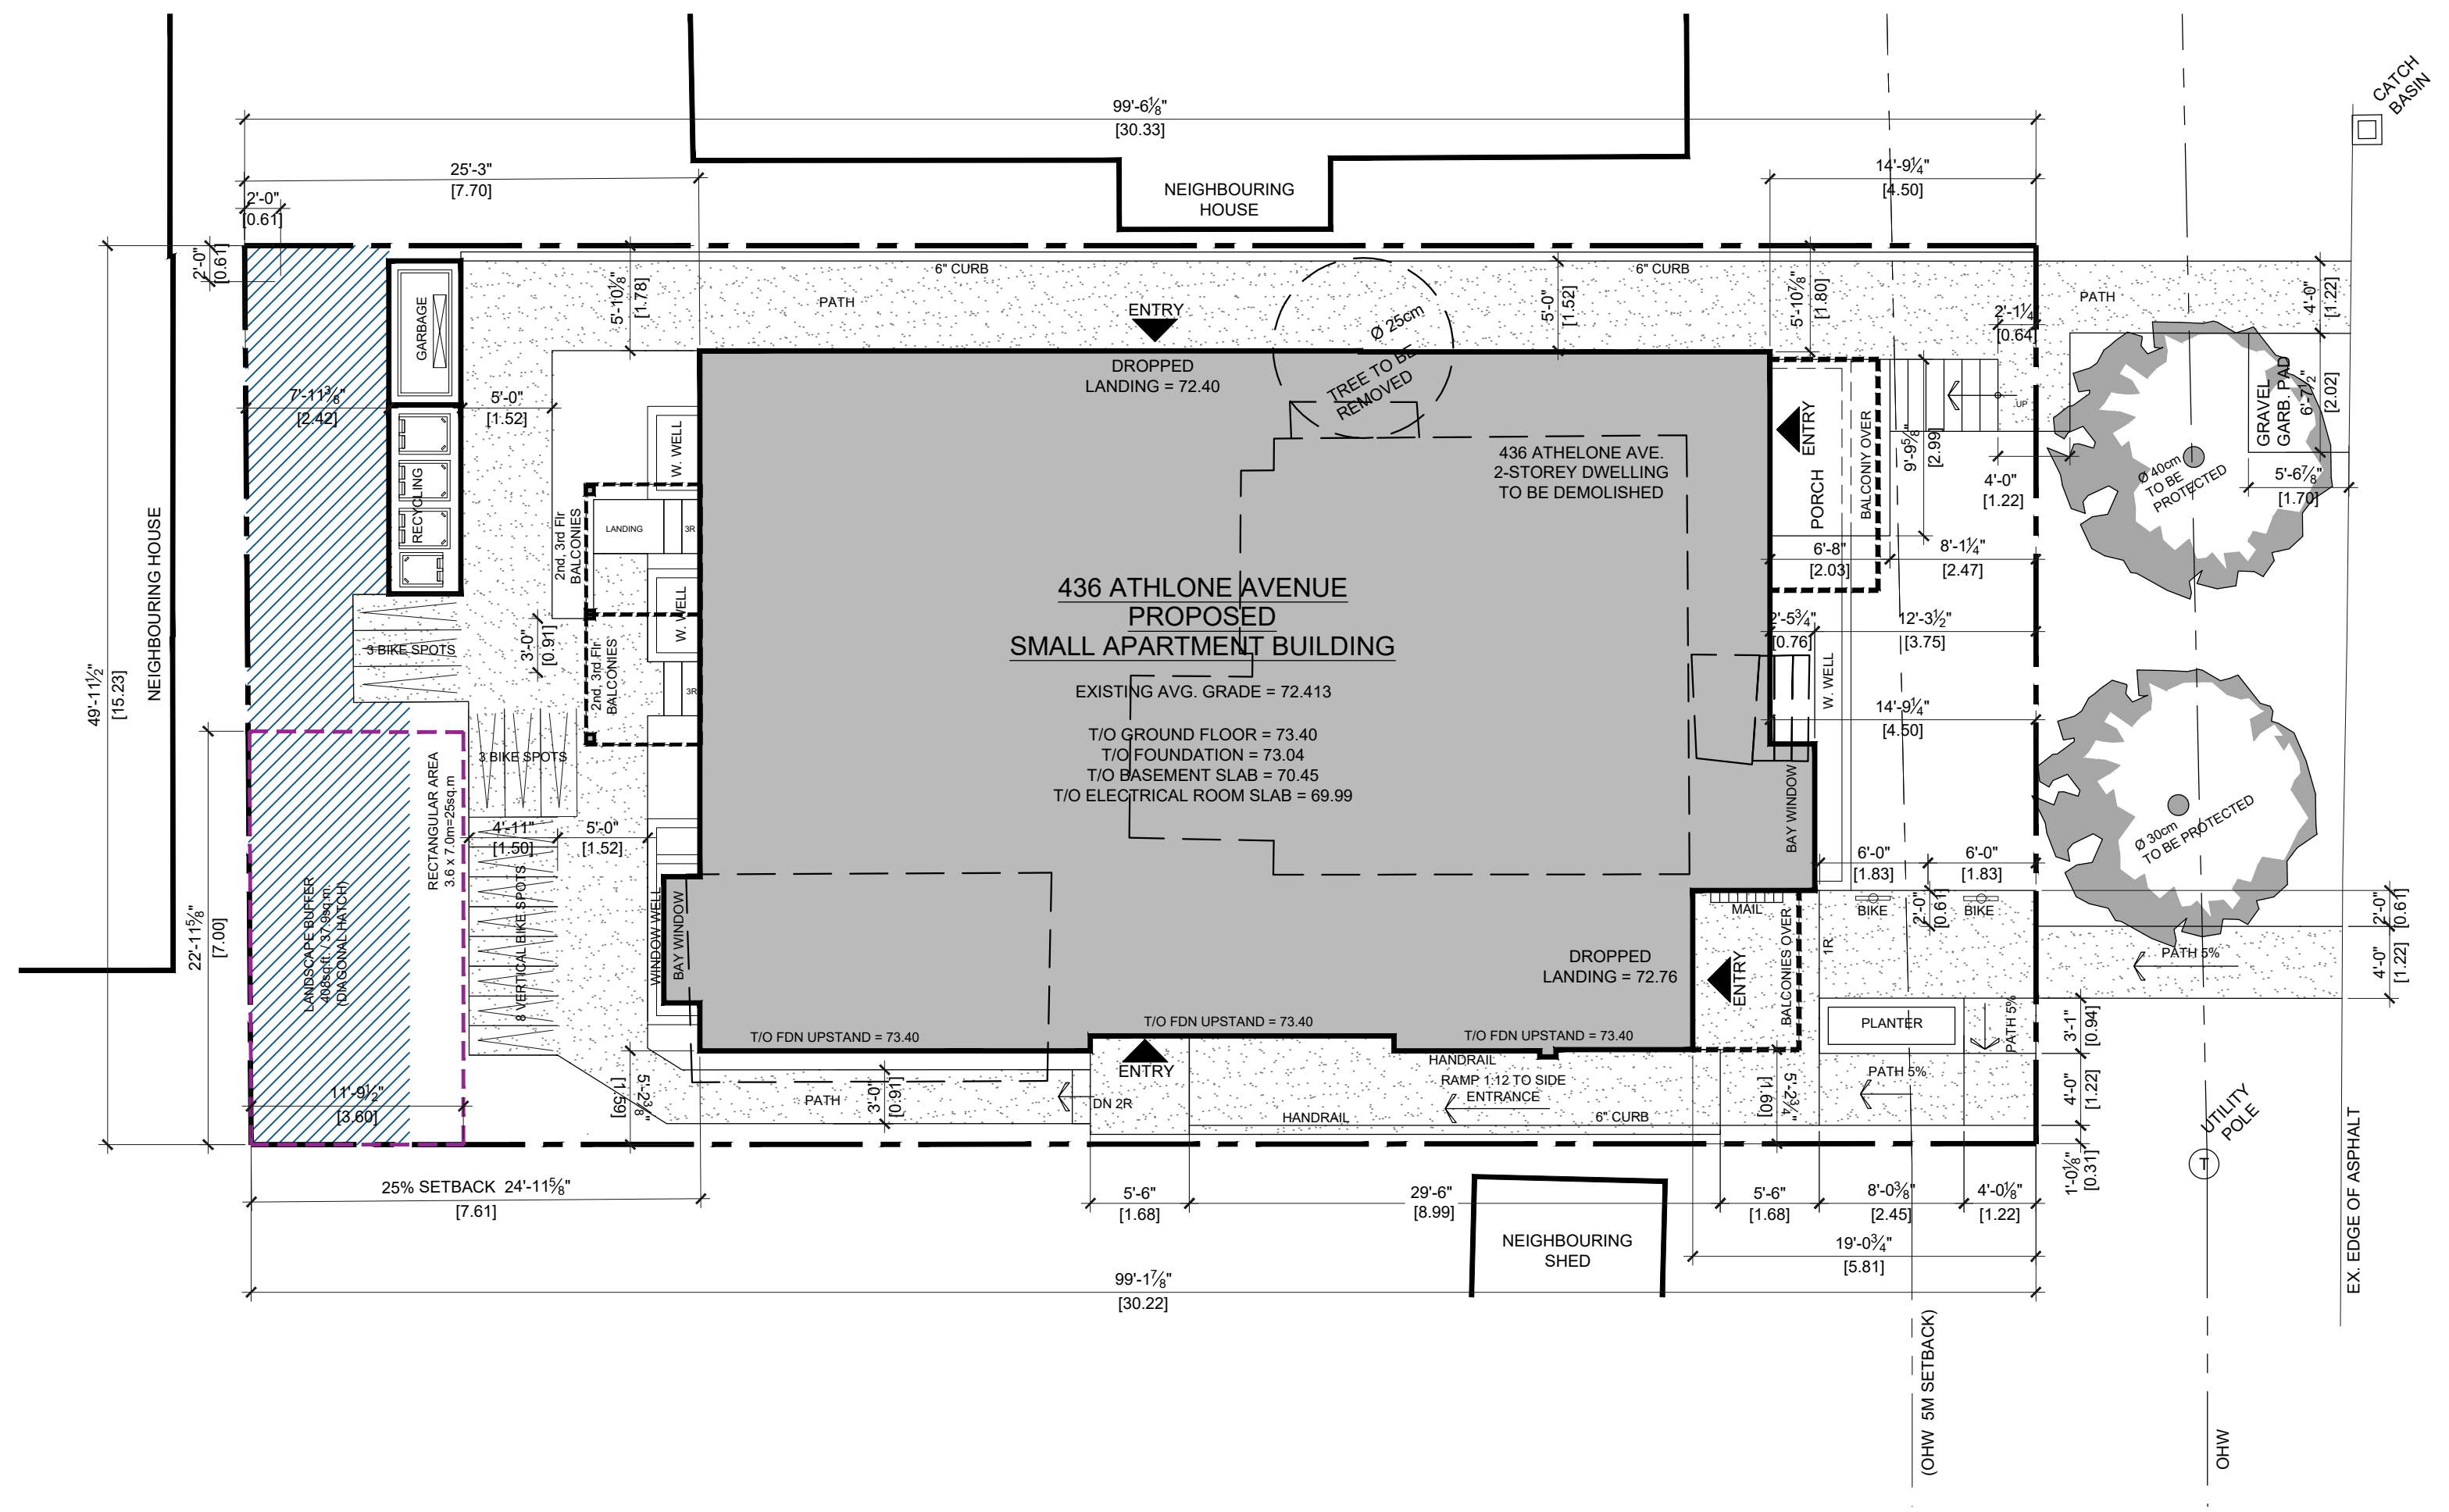 CATCH
BASIN
99'-6⅛"
[30.33]
25'-3"
[7.70]
14'-9¼"
[4.50]
2'-0"
[0.61]
NEIGHBOURING
HOUSE
2'-0"
[0.61]
6" CURB
6" CURB
PATH
PATH
5'-10⅛"
[1.78]
ENTRY
Ø 25cm
TREE TO BE
REMOVED
5'-0"
[1.52]
5'-10⅞"
[1.80]
2'-1¼"
[0.64]
4'-0"
[1.22]
GARBAGE
DROPPED
LANDING = 72.40
7'-11⅜"
[2.42]
5'-0"
[1.52]
UP
GRAVEL
GARB. PAD
6'-7½"
[2.02]
W. WELL
ENTRY
PORCH
BALCONIY OVER
9'-9⅝"
[2.99]
436 ATHELONE AVE.
2-STOREY DWELLING
TO BE DEMOLISHED
Ø 40cm
TO BE
PROTECTED
4'-0"
[1.22]
5'-6⅞"
[1.70]
RECYCLING
2nd, 3rd Flr
BALCONIES
LANDING
3R
NEIGHBOURING HOUSE
6'-8"
[2.03]
8'-1¼"
[2.47]
436 ATHLONE AVENUE
PROPOSED
SMALL APARTMENT BUILDING
W. WELL
2'-5¾"
[0.76]
12'-3½"
[3.75]
3 BIKE SPOTS
3'-0"
[0.91]
2nd, 3rd Flr
BALCONIES
3R
49'-11½"
[15.23]
EXISTING AVG. GRADE = 72.413
W. WELL
14'-9¼"
[4.50]
T/O GROUND FLOOR = 73.40
T/O FOUNDATION = 73.04
T/O BASEMENT SLAB = 70.45
T/O ELECTRICAL ROOM SLAB = 69.99
3 BIKE SPOTS
RECTANGULAR AREA
3.6 x 7.0m=25sq.m
BAY WINDOW
Ø 30cm
TO BE PROTECTED
4'-11"
[1.50]
5'-0"
[1.52]
6'-0"
[1.83]
6'-0"
[1.83]
22'-11⅝"
[7.00]
LANDSCAPE BUFFER
408sq.ft. / 37.9sq.m.
(DIAGONAL HATCH)
8 VERTICAL BIKE SPOTS
WINDOW WELL
BAY WINDOW
MAIL
BIKE
2'-0"
[0.61]
BIKE
2'-0"
[0.61]
DROPPED
LANDING = 72.76
ENTRY
BALCONIES OVER
1R
PATH 5%
4'-0"
[1.22]
T/O FDN UPSTAND = 73.40
T/O FDN UPSTAND = 73.40
T/O FDN UPSTAND = 73.40
PLANTER
PATH 5%
3'-1"
[0.94]
ENTRY
HANDRAIL
RAMP 1:12 TO SIDE
ENTRANCE
HANDRAIL
6" CURB
11'-9½"
[3.60]
5'-2⅜"
[1.59]
PATH
3'-0"
[0.91]
DN 2R
5'-2¾"
[1.60]
PATH 5%
4'-0"
[1.22]
UTILITY
POLE
T
1'-0⅛"
[0.31]
25% SETBACK 24'-11⅝"
[7.61]
5'-6"
[1.68]
29'-6"
[8.99]
5'-6"
[1.68]
8'-0⅜"
[2.45]
4'-0⅛"
[1.22]
NEIGHBOURING
SHED
19'-0¾"
[5.81]
99'-1⅞"
[30.22]
EX. EDGE OF ASPHALT
(OHW 5M SETBACK)
OHW